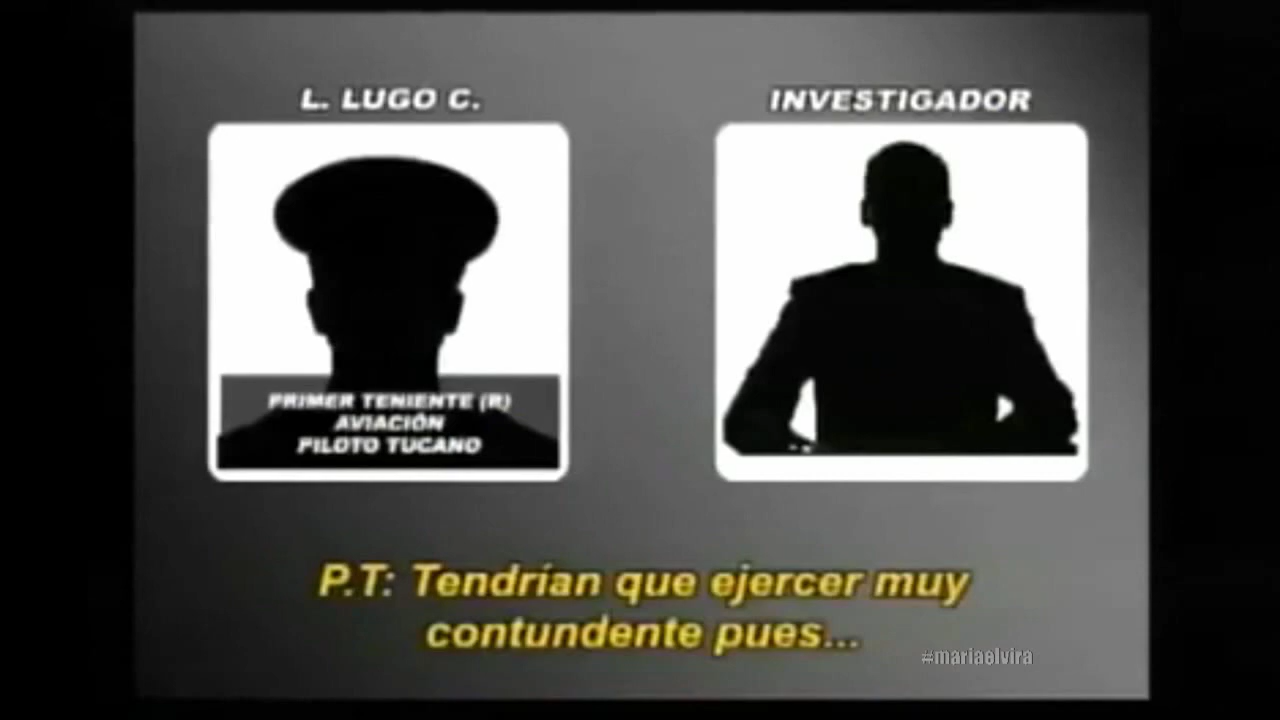 L. LUGO C.
INVESTIGADOR
PRIMER TENIENTE (R)
AVIACIÓN
PILOTO TUCANO
P.T: Tendrían que ejercer muy
contundente pues...
#mariaelvira